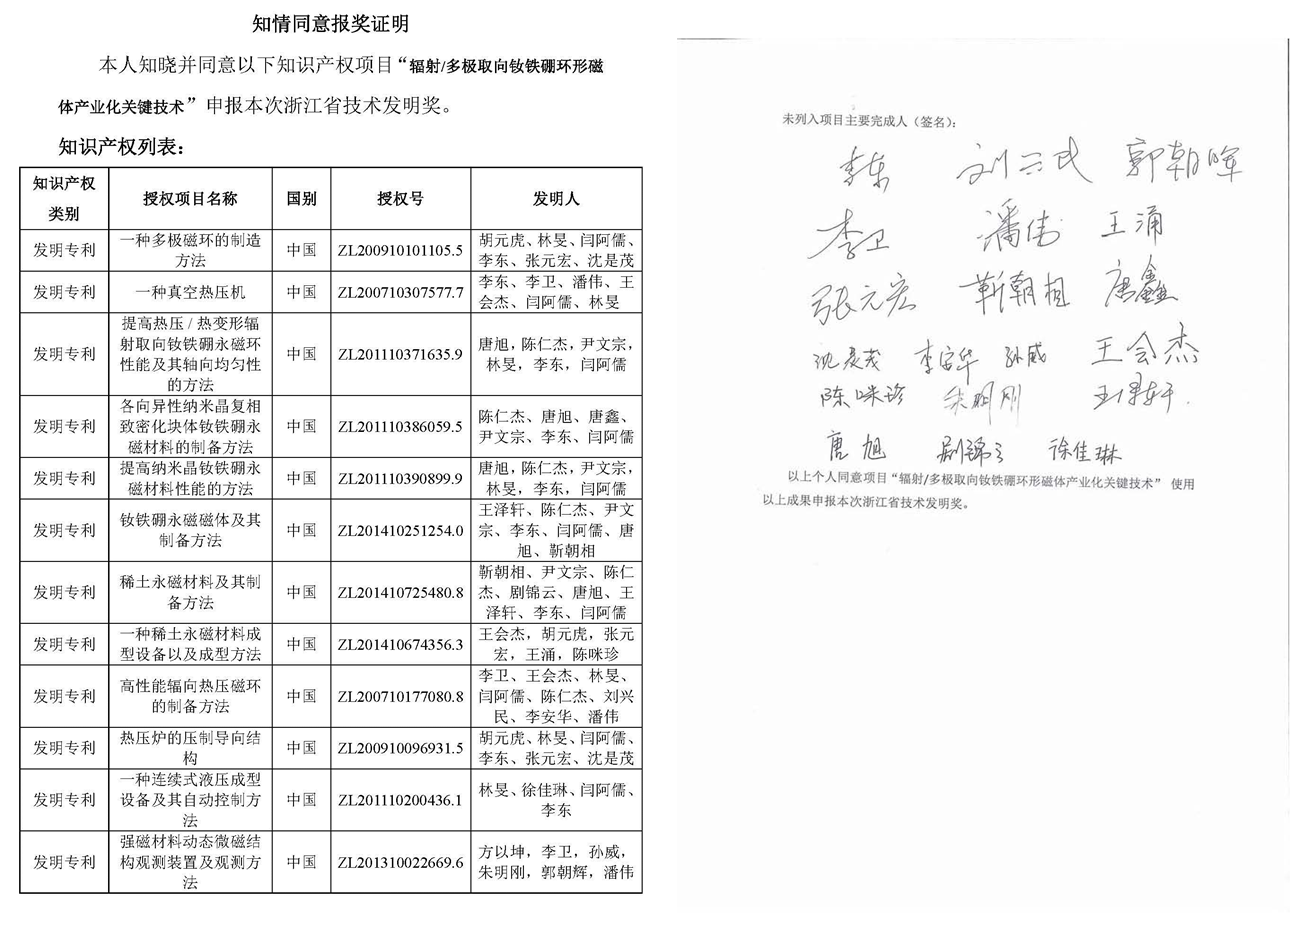 知情同意报奖证明
本人知晓并同意以下知识产权项目“辐射/多极取向钕铁硼环形磁
体产业化关键技术”申报本次浙江省技术发明奖。
知识产权列表：
知识产权
类别
授权项目名称
国别
授权号
发明人
发明专利
一种多极磁环的制造
方法
中国
ZL200910101105.5
胡元虎、林旻、闫阿儒、
李东、张元宏、沈是茂
发明专利
一种真空热压机
中国
ZL200710307577.7
李东、李卫、潘伟、王
会杰、闫阿儒、林旻
发明专利
提高热压/热变形辐
射取向钕铁硼永磁环
性能及其轴向均匀性
的方法
中国
ZL201110371635.9
唐旭，陈仁杰，尹文宗，
林旻，李东，闫阿儒
发明专利
各向异性纳米晶复相
致密化块体钕铁硼永
磁材料的制备方法
中国
ZL201110386059.5
陈仁杰、唐旭、唐鑫、
尹文宗、李东、闫阿儒
发明专利
提高纳米晶钕铁硼永
磁材料性能的方法
中国
ZL201110390899.9
唐旭，陈仁杰，尹文宗，
林旻，李东，闫阿儒
发明专利
钕铁硼永磁磁体及其
制备方法
中国
ZL201410251254.0
王泽轩、陈仁杰、尹文
宗、李东、闫阿儒、唐
旭、靳朝相
发明专利
稀土永磁材料及其制
备方法
中国
ZL201410725480.8
靳朝相、尹文宗、陈仁
杰、剧锦云、唐旭、王
泽轩、李东、闫阿儒
发明专利
一种稀土永磁材料成
型设备以及成型方法
中国
ZL201410674356.3
王会杰，胡元虎，张元
宏，王涌，陈咪珍
发明专利
高性能辐向热压磁环
的制备方法
中国
ZL200710177080.8
李卫、王会杰、林旻、
闫阿儒、陈仁杰、刘兴
民、李安华、潘伟
发明专利
热压炉的压制导向结
构
中国
ZL200910096931.5
胡元虎、林旻、闫阿儒、
李东、张元宏、沈是茂
发明专利
一种连续式液压成型
设备及其自动控制方
法
中国
ZL201110200436.1
林旻、徐佳琳、闫阿儒、
李东
发明专利
强磁材料动态微磁结
构观测装置及观测方
法
中国
ZL201310022669.6
方以坤，李卫，孙威，
朱明刚，郭朝辉，潘伟
未列入项目主要完成人（签名）：
李东 刘兴民 郭朝晖
李卫 潘伟 王涌
张元宏 靳朝相 唐鑫
沈是茂 李安华 孙威 王会杰
陈咪珍 朱明刚 王泽轩
唐旭 剧锦云 徐佳琳
以上个人同意项目“辐射/多极取向钕铁硼环形磁体产业化关键技术” 使用
以上成果申报本次浙江省技术发明奖。